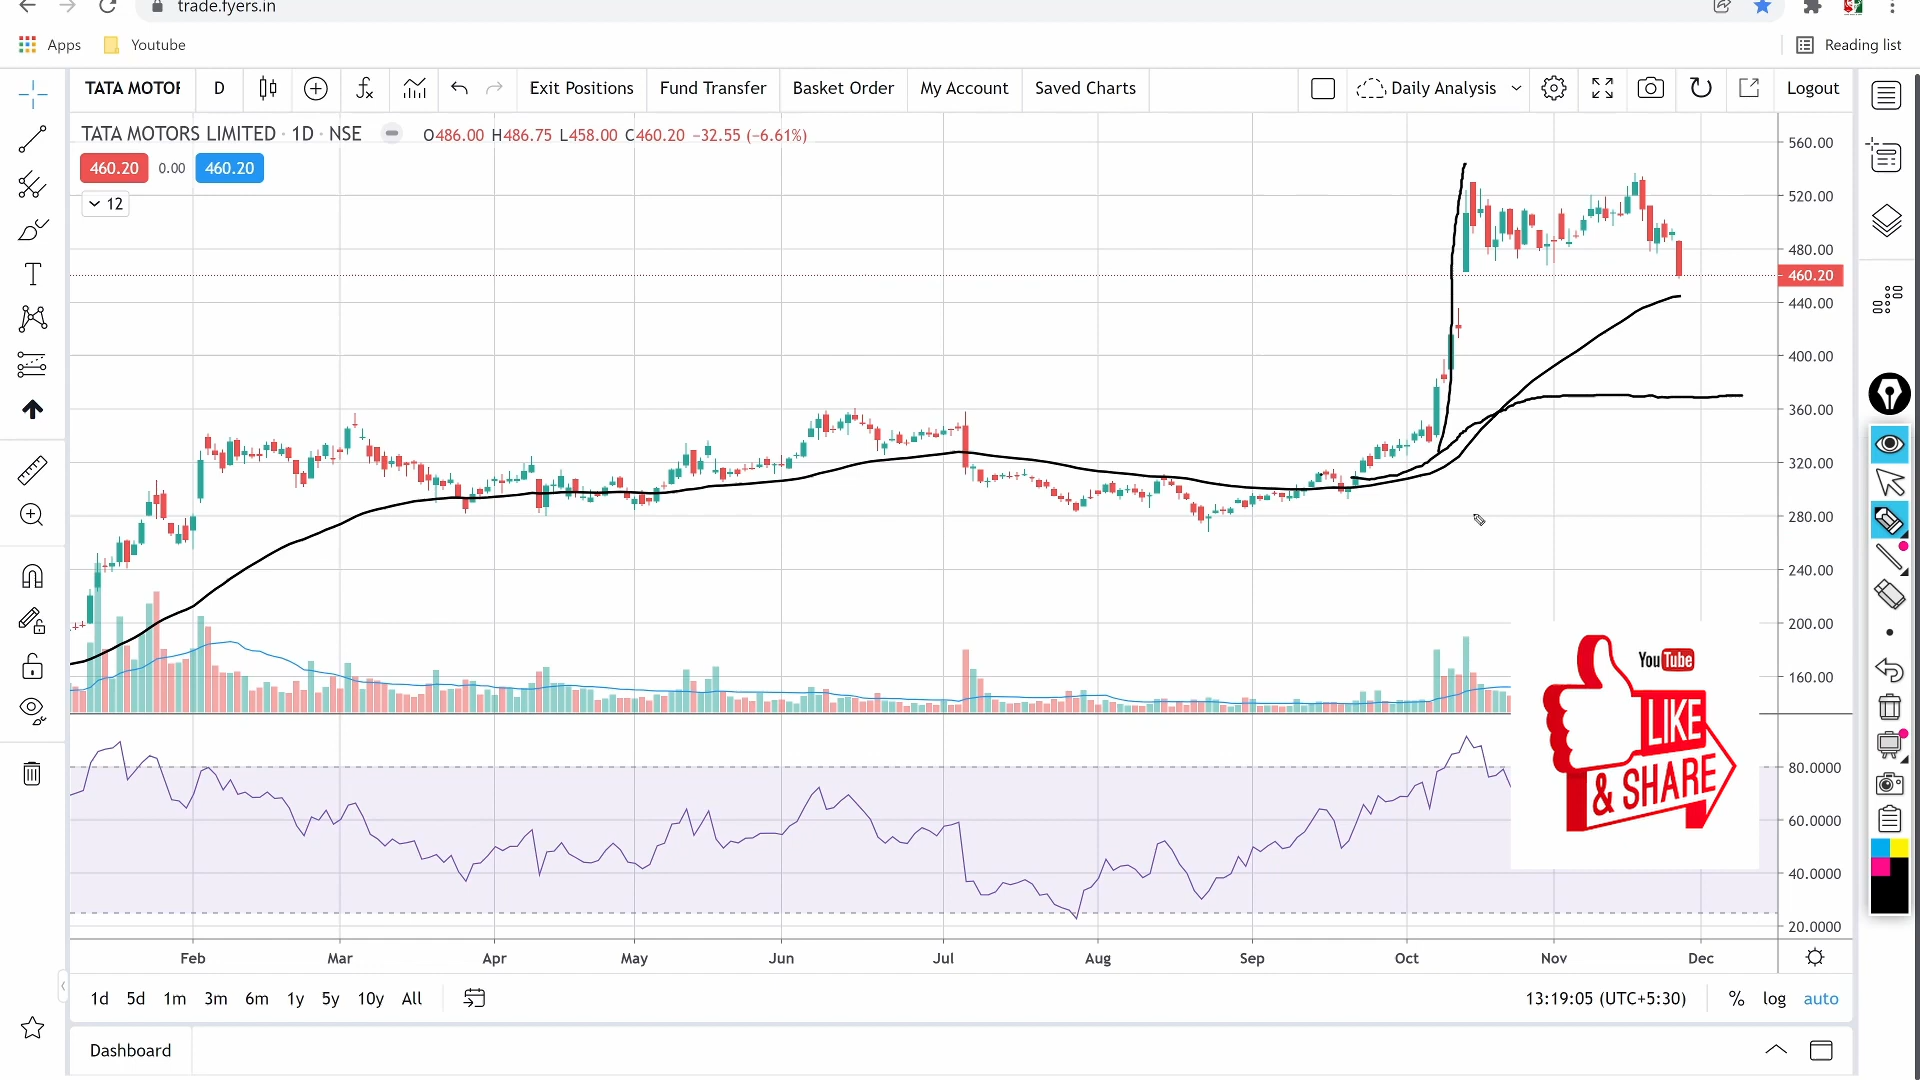 trade.fyers.in
Apps
Youtube
Reading list
TATA MOTOF
D
Exit Positions
Fund Transfer
Basket Order
My Account
Saved Charts
Daily Analysis
Logout
TATA MOTORS LIMITED · 1D · NSE
O486.00 H486.75 L458.00 C460.20 −32.55 (−6.61%)
460.20
0.00
460.20
12
560.00
520.00
480.00
460.20
440.00
400.00
360.00
320.00
280.00
240.00
200.00
160.00
You Tube
LIKE
& SHARE
80.0000
60.0000
40.0000
20.0000
Feb
Mar
Apr
May
Jun
Jul
Aug
Sep
Oct
Nov
Dec
1d
5d
1m
3m
6m
1y
5y
10y
All
13:19:05 (UTC+5:30)
%
log
auto
Dashboard